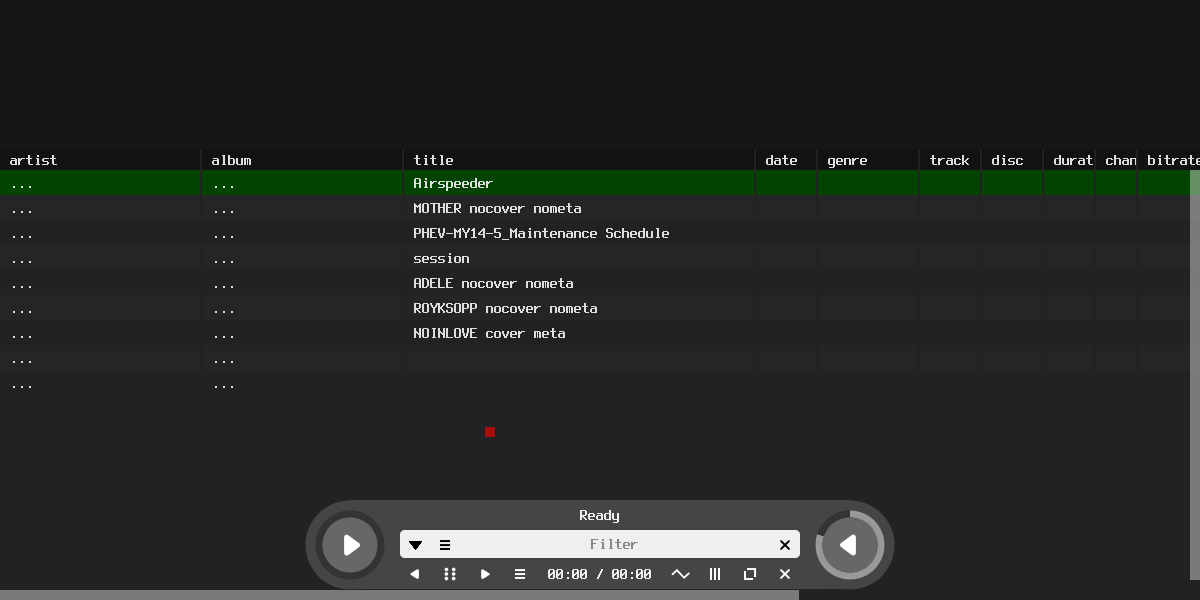 artist album title date genre track disc durat chan bitrate
... ... Airspeeder
... ... MOTHER nocover nometa
... ... PHEV-MY14-5_Maintenance Schedule
... ... session
... ... ADELE nocover nometa
... ... ROYKSOPP nocover nometa
... ... NOINLOVE cover meta
... ...
... ...
Ready
Filter
00:00 / 00:00